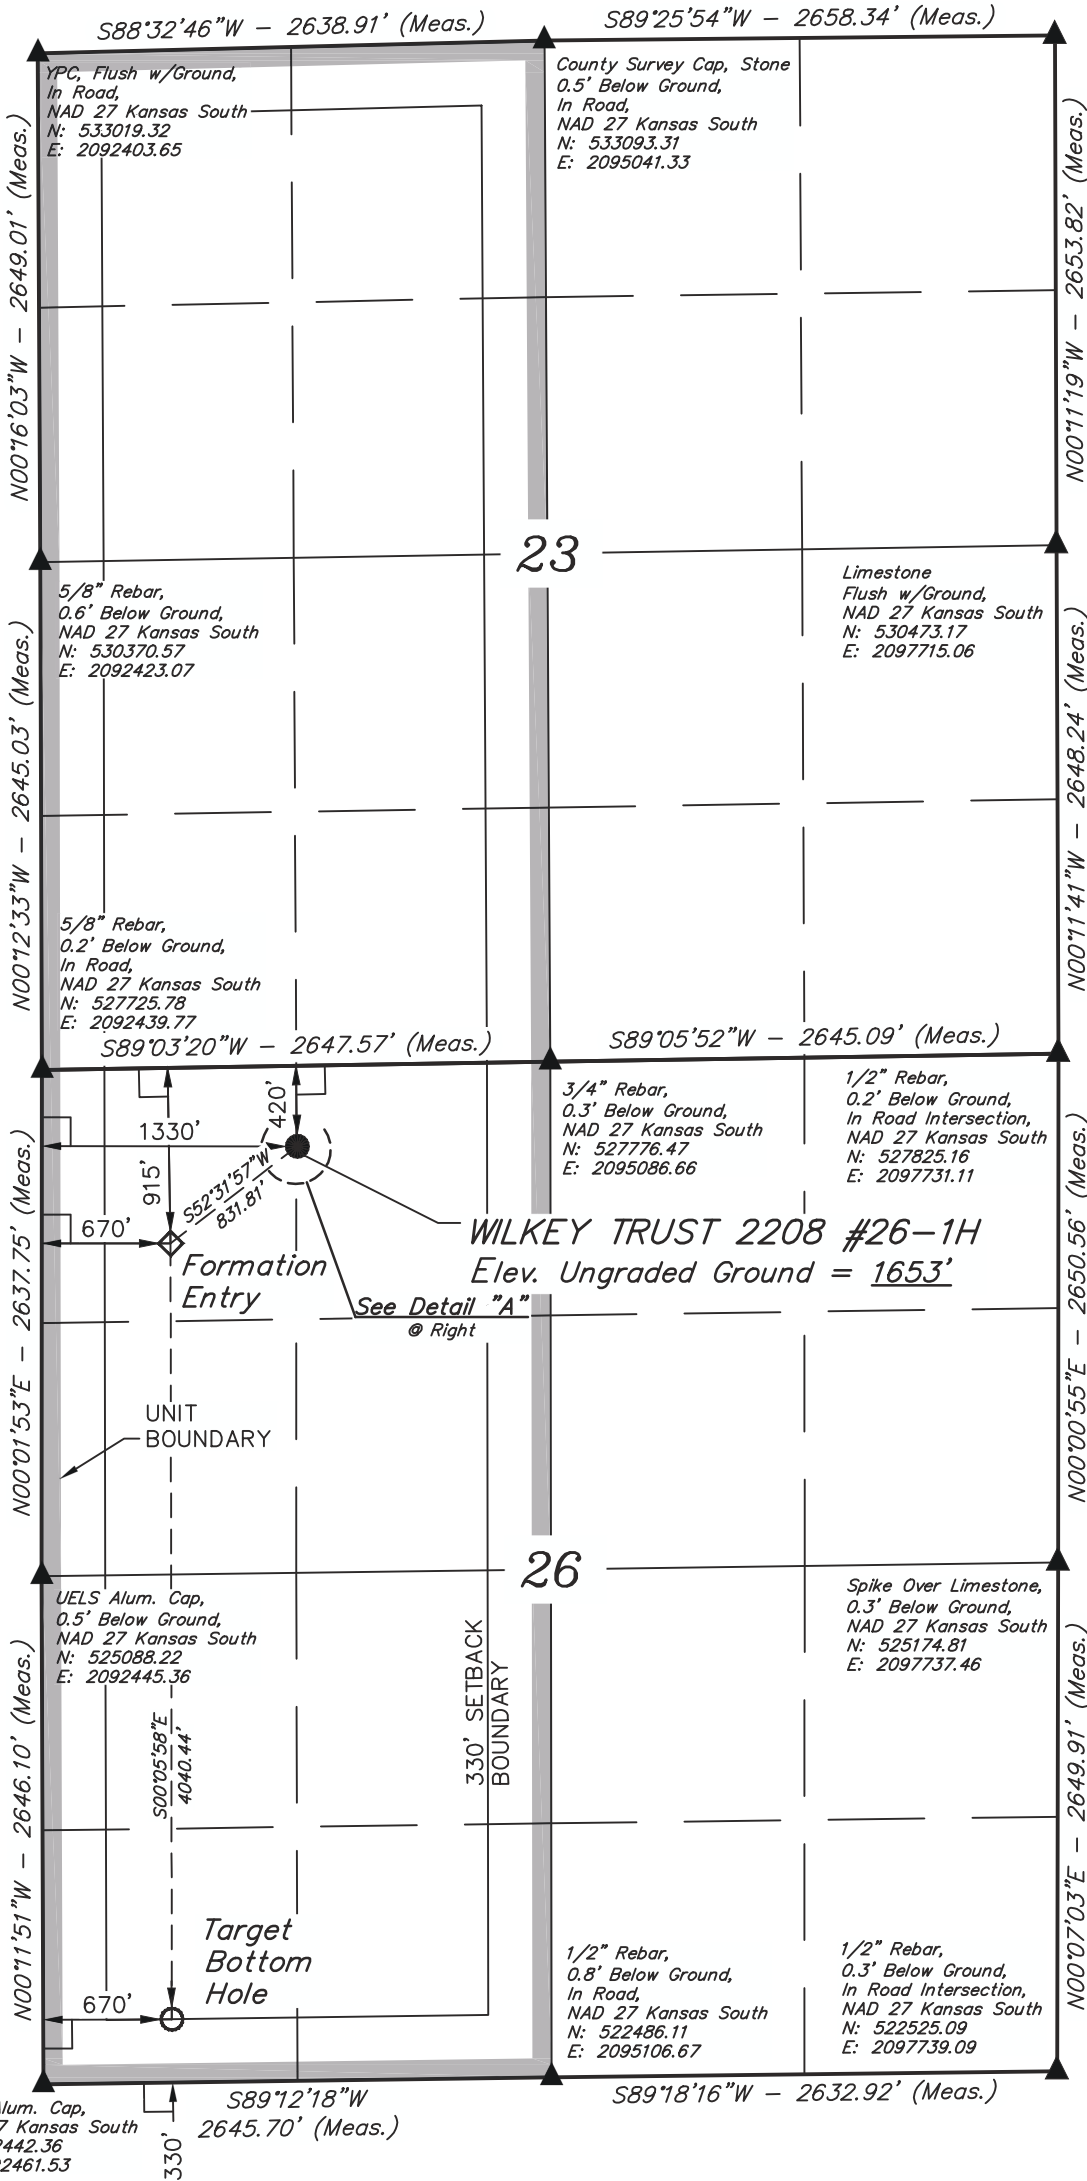 S88°32'46"W - 2638.91' (Meas.)
S89°25'54"W - 2658.34' (Meas.)
YPC, Flush w/Ground,
In Road,
NAD 27 Kansas South
N: 533019.32
E: 2092403.65
County Survey Cap, Stone
0.5' Below Ground,
In Road,
NAD 27 Kansas South
N: 533093.31
E: 2095041.33
N00°16'03"W - 2649.01' (Meas.)
N00°11'19"W - 2653.82' (Meas.)
23
5/8" Rebar,
0.6' Below Ground,
NAD 27 Kansas South
N: 530370.57
E: 2092423.07
Limestone
Flush w/Ground,
NAD 27 Kansas South
N: 530473.17
E: 2097715.06
N00°12'33"W - 2645.03' (Meas.)
N00°11'41"W - 2648.24' (Meas.)
5/8" Rebar,
0.2' Below Ground,
In Road,
NAD 27 Kansas South
N: 527725.78
E: 2092439.77
S89°03'20"W - 2647.57' (Meas.)
S89°05'52"W - 2645.09' (Meas.)
3/4" Rebar,
0.3' Below Ground,
NAD 27 Kansas South
N: 527776.47
E: 2095086.66
1/2" Rebar,
0.2' Below Ground,
In Road Intersection,
NAD 27 Kansas South
N: 527825.16
E: 2097731.11
420'
1330'
915'
S52°31'57"W
831.81'
670'
Formation
Entry
WILKEY TRUST 2208 #26-1H
Elev. Ungraded Ground = 1653'
See Detail "A"
@ Right
N00°01'53"E - 2637.75' (Meas.)
N00°00'55"E - 2650.56' (Meas.)
UNIT
BOUNDARY
26
UELS Alum. Cap,
0.5' Below Ground,
NAD 27 Kansas South
N: 525088.22
E: 2092445.36
Spike Over Limestone,
0.3' Below Ground,
NAD 27 Kansas South
N: 525174.81
E: 2097737.46
330' SETBACK
BOUNDARY
S00°05'58"E
4040.44'
N00°11'51"W - 2646.10' (Meas.)
N00°07'03"E - 2649.91' (Meas.)
Target
Bottom
Hole
670'
1/2" Rebar,
0.8' Below Ground,
In Road,
NAD 27 Kansas South
N: 522486.11
E: 2095106.67
1/2" Rebar,
0.3' Below Ground,
In Road Intersection,
NAD 27 Kansas South
N: 522525.09
E: 2097739.09
S89°12'18"W
2645.70' (Meas.)
S89°18'16"W - 2632.92' (Meas.)
lum. Cap,
7 Kansas South
442.36
2461.53
330'